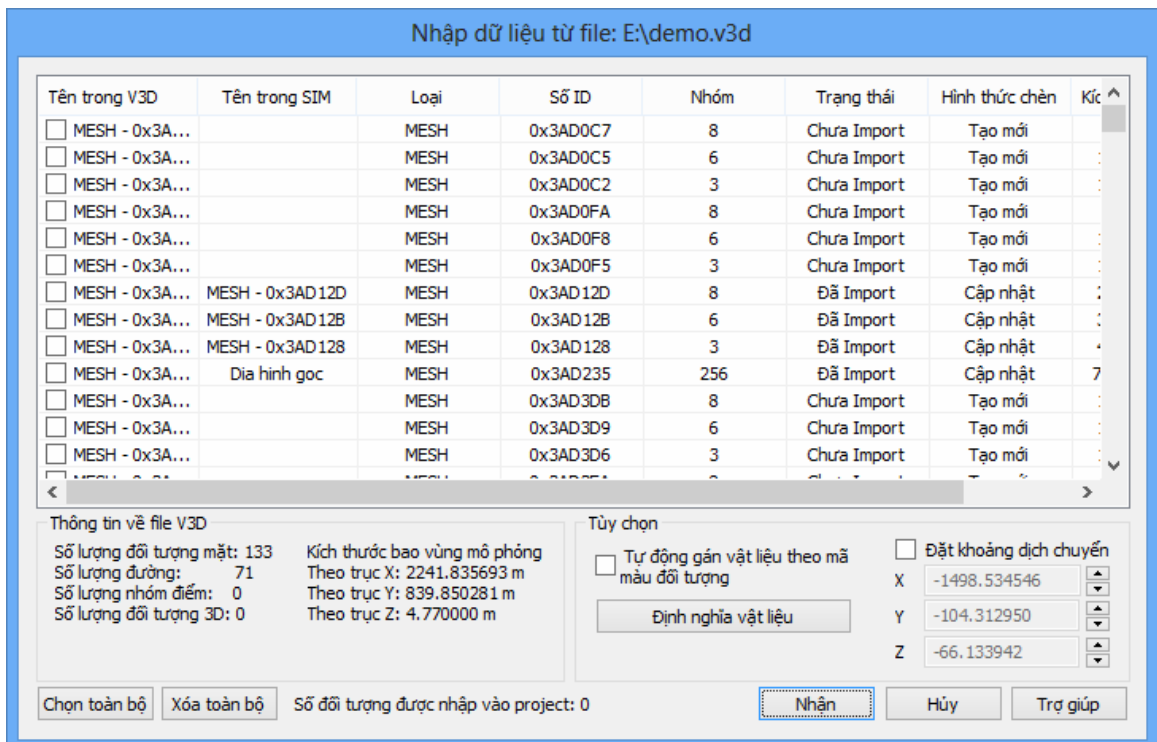 Nhập dữ liệu từ file: E:\demo.v3d
Tên trong V3D Tên trong SIM Loại Số ID Nhóm Trạng thái Hình thức chèn Kíc
MESH - 0x3A... MESH 0x3AD0C7 8 Chưa Import Tạo mới
MESH - 0x3A... MESH 0x3AD0C5 6 Chưa Import Tạo mới
MESH - 0x3A... MESH 0x3AD0C2 3 Chưa Import Tạo mới
MESH - 0x3A... MESH 0x3AD0FA 8 Chưa Import Tạo mới
MESH - 0x3A... MESH 0x3AD0F8 6 Chưa Import Tạo mới
MESH - 0x3A... MESH 0x3AD0F5 3 Chưa Import Tạo mới
MESH - 0x3A... MESH - 0x3AD12D MESH 0x3AD12D 8 Đã Import Cập nhật
MESH - 0x3A... MESH - 0x3AD12B MESH 0x3AD12B 6 Đã Import Cập nhật
MESH - 0x3A... MESH - 0x3AD128 MESH 0x3AD128 3 Đã Import Cập nhật
MESH - 0x3A... Dia hinh goc MESH 0x3AD235 256 Đã Import Cập nhật 7
MESH - 0x3A... MESH 0x3AD3DB 8 Chưa Import Tạo mới
MESH - 0x3A... MESH 0x3AD3D9 6 Chưa Import Tạo mới
MESH - 0x3A... MESH 0x3AD3D6 3 Chưa Import Tạo mới
Thông tin về file V3D
Số lượng đối tượng mặt: 133
Số lượng đường: 71
Số lượng nhóm điểm: 0
Số lượng đối tượng 3D: 0
Kích thước bao vùng mô phỏng
Theo trục X: 2241.835693 m
Theo trục Y: 839.850281 m
Theo trục Z: 4.770000 m
Tùy chọn
Tự động gán vật liệu theo mã
màu đối tượng
Định nghĩa vật liệu
Đặt khoảng dịch chuyển
X -1498.534546
Y -104.312950
Z -66.133942
Chọn toàn bộ Xóa toàn bộ Số đối tượng được nhập vào project: 0 Nhận Hủy Trợ giúp